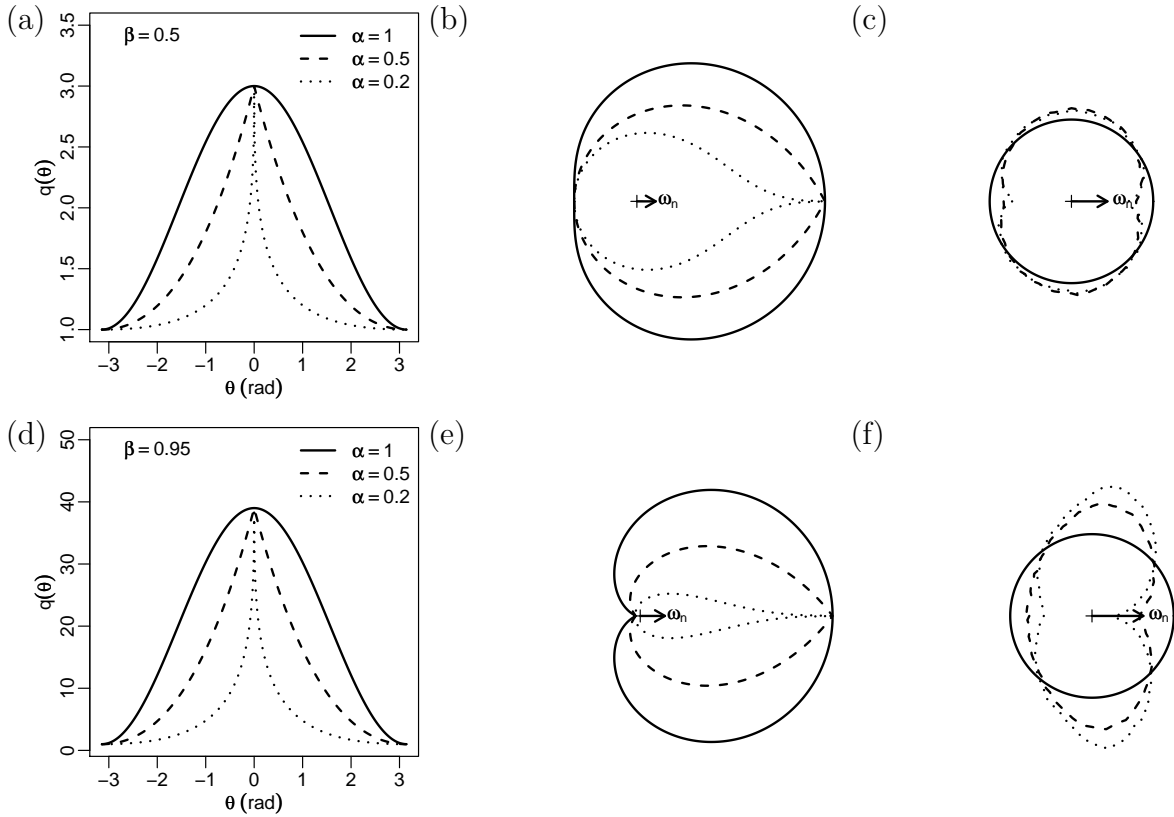 (a)
β = 0.5
α = 1
α = 0.5
α = 0.2
q(θ)
3.5
3.0
2.5
2.0
1.5
1.0
−3 −2 −1 0 1 2 3
θ (rad)
(b)
ωn
(c)
ωn
(d)
β = 0.95
α = 1
α = 0.5
α = 0.2
q(θ)
50
40
30
20
10
0
−3 −2 −1 0 1 2 3
θ (rad)
(e)
ωn
(f)
ωn